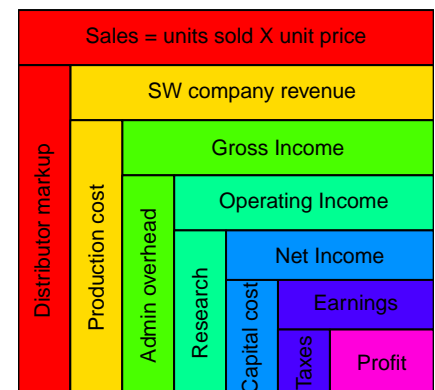 Sales = units sold X unit price
Distributor markup
SW company revenue
Production cost
Gross Income
Admin overhead
Operating Income
Research
Net Income
Capital cost
Earnings
Taxes
Profit